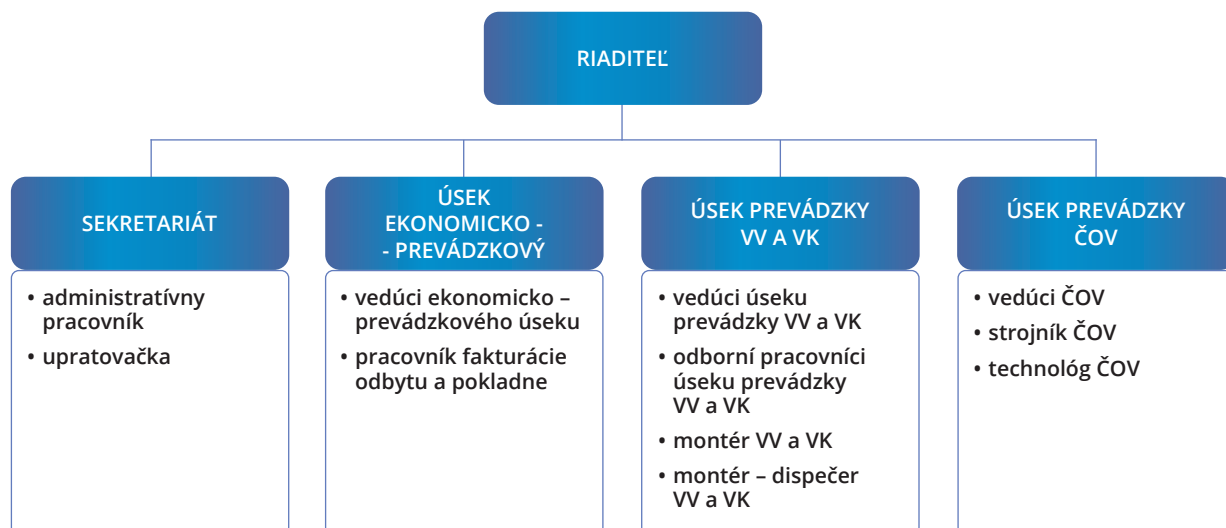 RIADITEĽ
SEKRETARIÁT
• administratívny
pracovník
• upratovačka
ÚSEK
EKONOMICKO -
- PREVÁDZKOVÝ
• vedúci ekonomicko –
prevádzkového úseku
• pracovník fakturácie
odbytu a pokladne
ÚSEK PREVÁDZKY
VV A VK
• vedúci úseku
prevádzky VV a VK
• odborní pracovníci
úseku prevádzky
VV a VK
• montér VV a VK
• montér – dispečer
VV a VK
ÚSEK PREVÁDZKY
ČOV
• vedúci ČOV
• strojník ČOV
• technológ ČOV